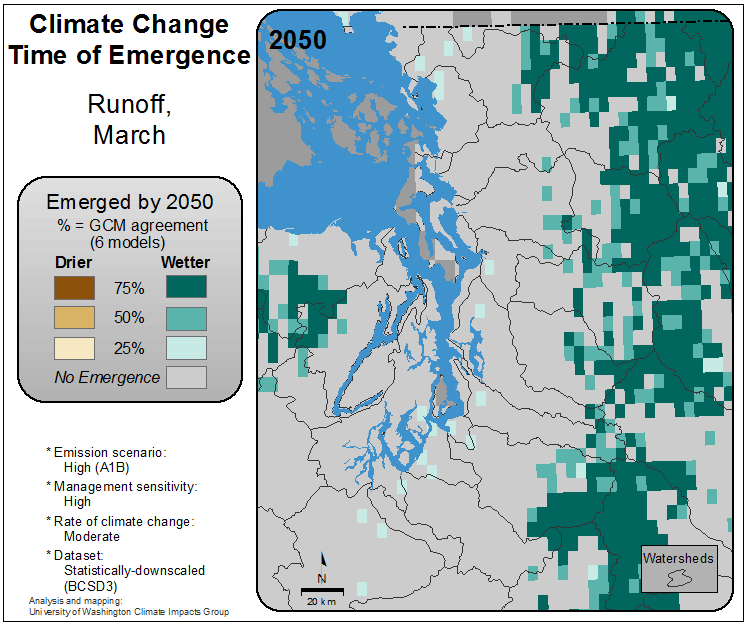 Climate Change
Time of Emergence
Runoff,
March
Emerged by 2050
% = GCM agreement
(6 models)
Drier Wetter
75%
50%
25%
No Emergence
* Emission scenario:
High (A1B)
* Management sensitivity:
High
* Rate of climate change:
Moderate
* Dataset:
Statistically-downscaled
(BCSD3)
Analysis and mapping:
University of Washington Climate Impacts Group
2050
N
20 km
Watersheds